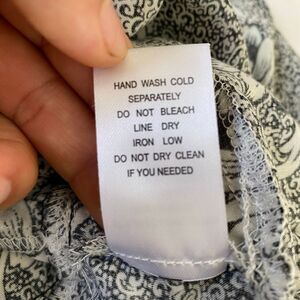 HAND WASH COLD
SEPARATELY
DO NOT BLEACH
LINE DRY
IRON LOW
DO NOT DRY CLEAN
IF YOU NEEDED